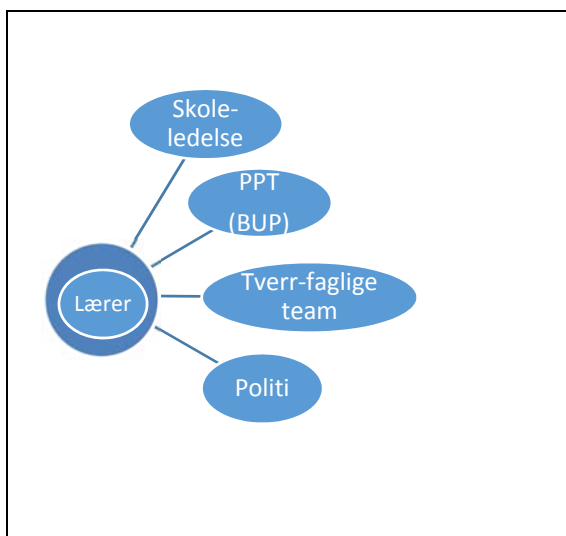 Skole-
ledelse
PPT
(BUP)
Lærer
Tverr-faglige
team
Politi